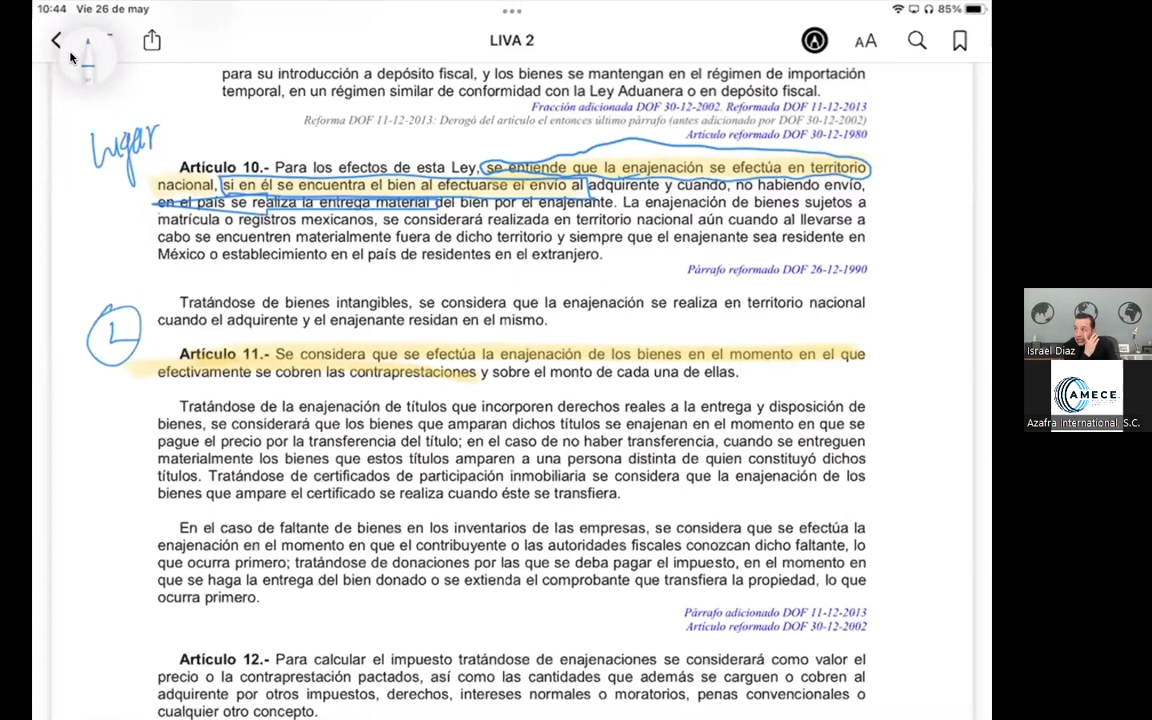 10:44 Vie 26 de may
85%
LIVA 2
AA
para su introducción a depósito fiscal, y los bienes se mantengan en el régimen de importación
temporal, en un régimen similar de conformidad con la Ley Aduanera o en depósito fiscal.
Fracción adicionada DOF 30-12-2002. Reformada DOF 11-12-2013
Reforma DOF 11-12-2013: Derogó del artículo el entonces último párrafo (antes adicionado por DOF 30-12-2002)
Artículo reformado DOF 30-12-1980
lugar
Artículo 10.- Para los efectos de esta Ley, se entiende que la enajenación se efectúa en territorio
nacional, si en él se encuentra el bien al efectuarse el envío al adquirente y cuando, no habiendo envío,
en el país se realiza la entrega material del bien por el enajenante. La enajenación de bienes sujetos a
matrícula o registros mexicanos, se considerará realizada en territorio nacional aún cuando al llevarse a
cabo se encuentren materialmente fuera de dicho territorio y siempre que el enajenante sea residente en
México o establecimiento en el país de residentes en el extranjero.
Párrafo reformado DOF 26-12-1990
Tratándose de bienes intangibles, se considera que la enajenación se realiza en territorio nacional
cuando el adquirente y el enajenante residan en el mismo.
Artículo 11.- Se considera que se efectúa la enajenación de los bienes en el momento en el que
efectivamente se cobren las contraprestaciones y sobre el monto de cada una de ellas.
Tratándose de la enajenación de títulos que incorporen derechos reales a la entrega y disposición de
bienes, se considerará que los bienes que amparan dichos títulos se enajenan en el momento en que se
pague el precio por la transferencia del título; en el caso de no haber transferencia, cuando se entreguen
materialmente los bienes que estos títulos amparen a una persona distinta de quien constituyó dichos
títulos. Tratándose de certificados de participación inmobiliaria se considera que la enajenación de los
bienes que ampare el certificado se realiza cuando éste se transfiera.
En el caso de faltante de bienes en los inventarios de las empresas, se considera que se efectúa la
enajenación en el momento en que el contribuyente o las autoridades fiscales conozcan dicho faltante, lo
que ocurra primero; tratándose de donaciones por las que se deba pagar el impuesto, en el momento en
que se haga la entrega del bien donado o se extienda el comprobante que transfiera la propiedad, lo que
ocurra primero.
Párrafo adicionado DOF 11-12-2013
Artículo reformado DOF 30-12-2002
Artículo 12.- Para calcular el impuesto tratándose de enajenaciones se considerará como valor el
precio o la contraprestación pactados, así como las cantidades que además se carguen o cobren al
adquirente por otros impuestos, derechos, intereses normales o moratorios, penas convencionales o
cualquier otro concepto.
Israel Diaz
AMECE
Azafra International, S.C.